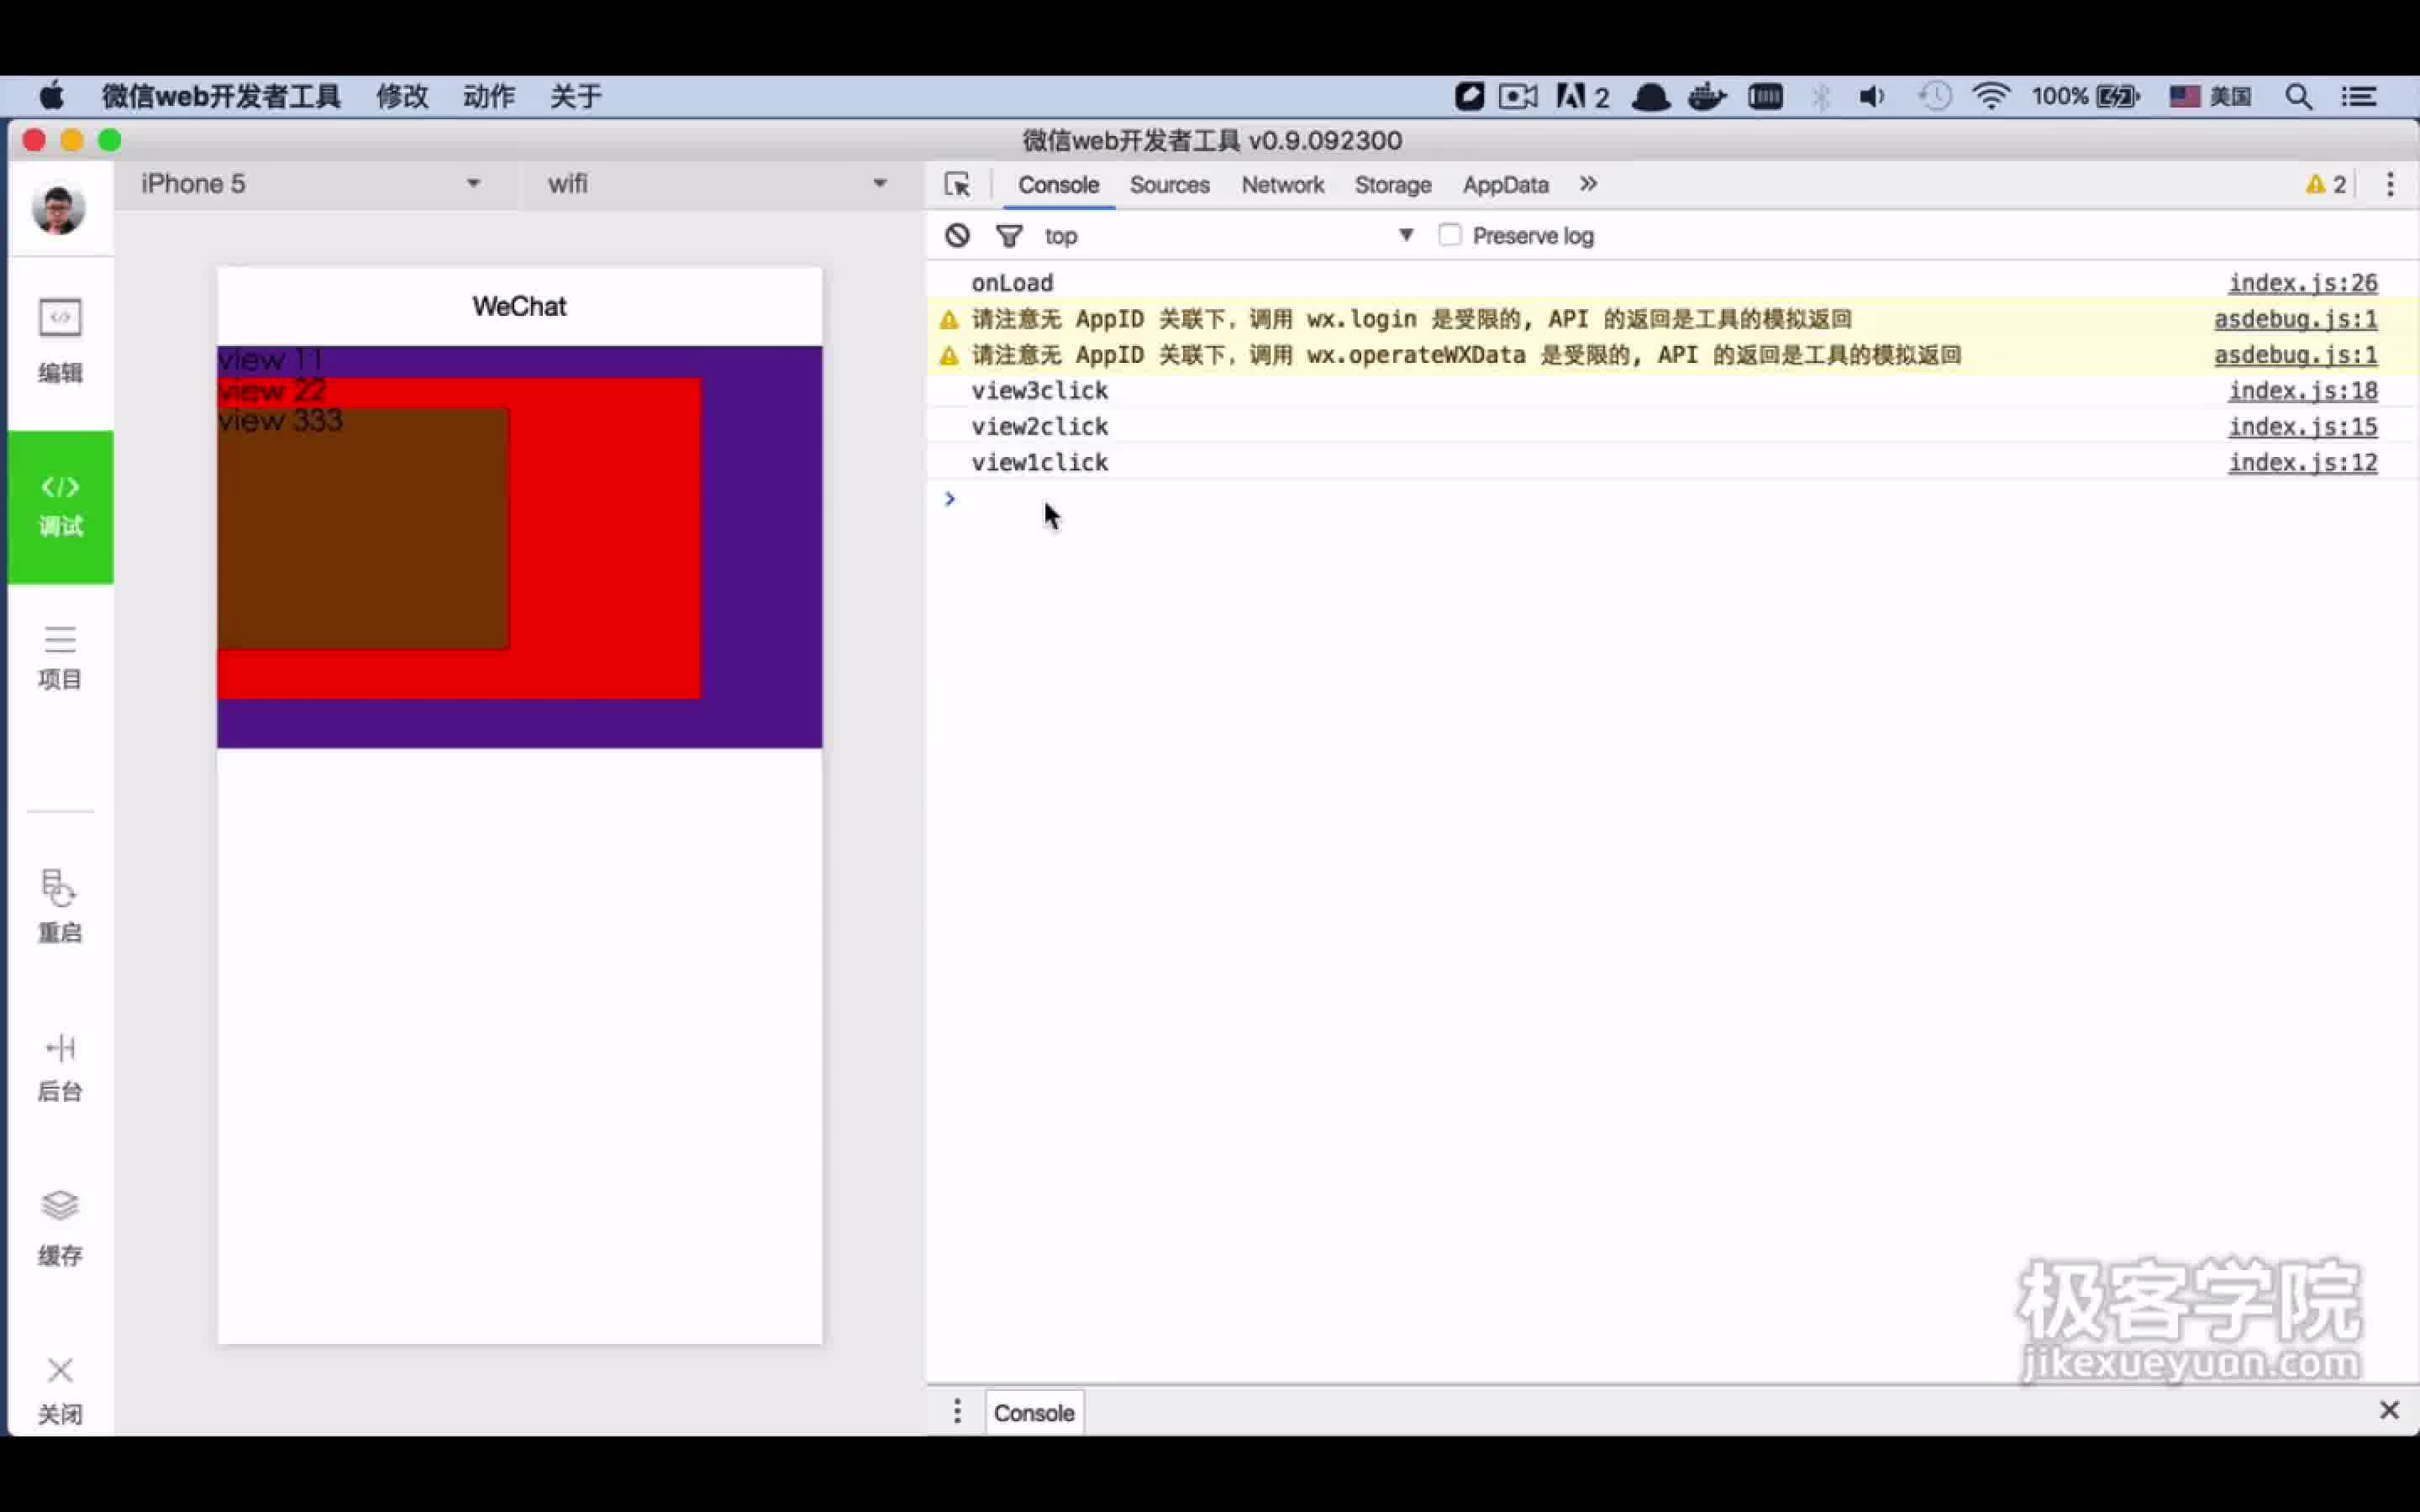 微信web开发者工具 修改 动作 关于 2 100% 美国
微信web开发者工具 v0.9.092300
iPhone 5 wifi
Console Sources Network Storage AppData » 2
top Preserve log
编辑
调试
项目
重启
后台
缓存
关闭
WeChat
view 11
view 22
view 333
onLoad index.js:26
请注意无 AppID 关联下，调用 wx.login 是受限的, API 的返回是工具的模拟返回 asdebug.js:1
请注意无 AppID 关联下，调用 wx.operateWXData 是受限的, API 的返回是工具的模拟返回 asdebug.js:1
view3click index.js:18
view2click index.js:15
view1click index.js:12
极客学院
jikexueyuan.com
Console